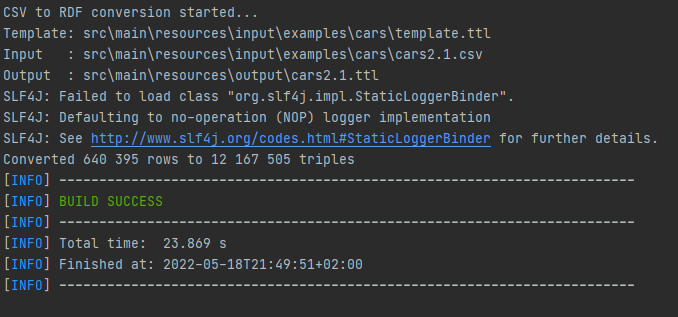 CSV to RDF conversion started...
Template: src\main\resources\input\examples\cars\template.ttl
Input   : src\main\resources\input\examples\cars\cars2.1.csv
Output  : src\main\resources\output\cars2.1.ttl
SLF4J: Failed to load class "org.slf4j.impl.StaticLoggerBinder".
SLF4J: Defaulting to no-operation (NOP) logger implementation
SLF4J: See http://www.slf4j.org/codes.html#StaticLoggerBinder for further details.
Converted 640 395 rows to 12 167 505 triples
[INFO] ------------------------------------------------------------------------
[INFO] BUILD SUCCESS
[INFO] ------------------------------------------------------------------------
[INFO] Total time:  23.869 s
[INFO] Finished at: 2022-05-18T21:49:51+02:00
[INFO] ------------------------------------------------------------------------